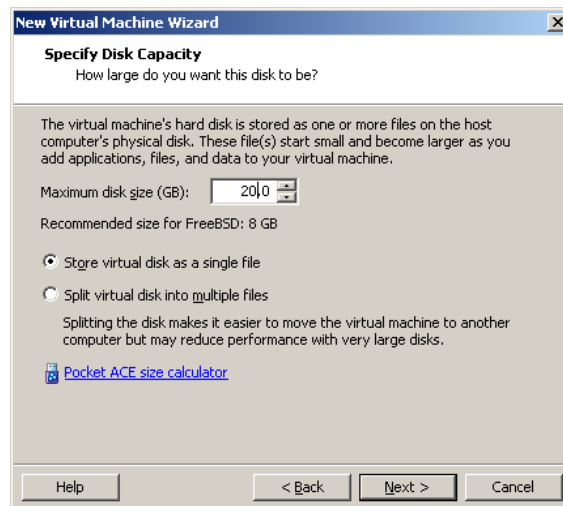 New Virtual Machine Wizard
Specify Disk Capacity
How large do you want this disk to be?
The virtual machine's hard disk is stored as one or more files on the host
computer's physical disk. These file(s) start small and become larger as you
add applications, files, and data to your virtual machine.
Maximum disk size (GB): 20.0
Recommended size for FreeBSD: 8 GB
Store virtual disk as a single file
Split virtual disk into multiple files
Splitting the disk makes it easier to move the virtual machine to another
computer but may reduce performance with very large disks.
Pocket ACE size calculator
Help < Back Next > Cancel